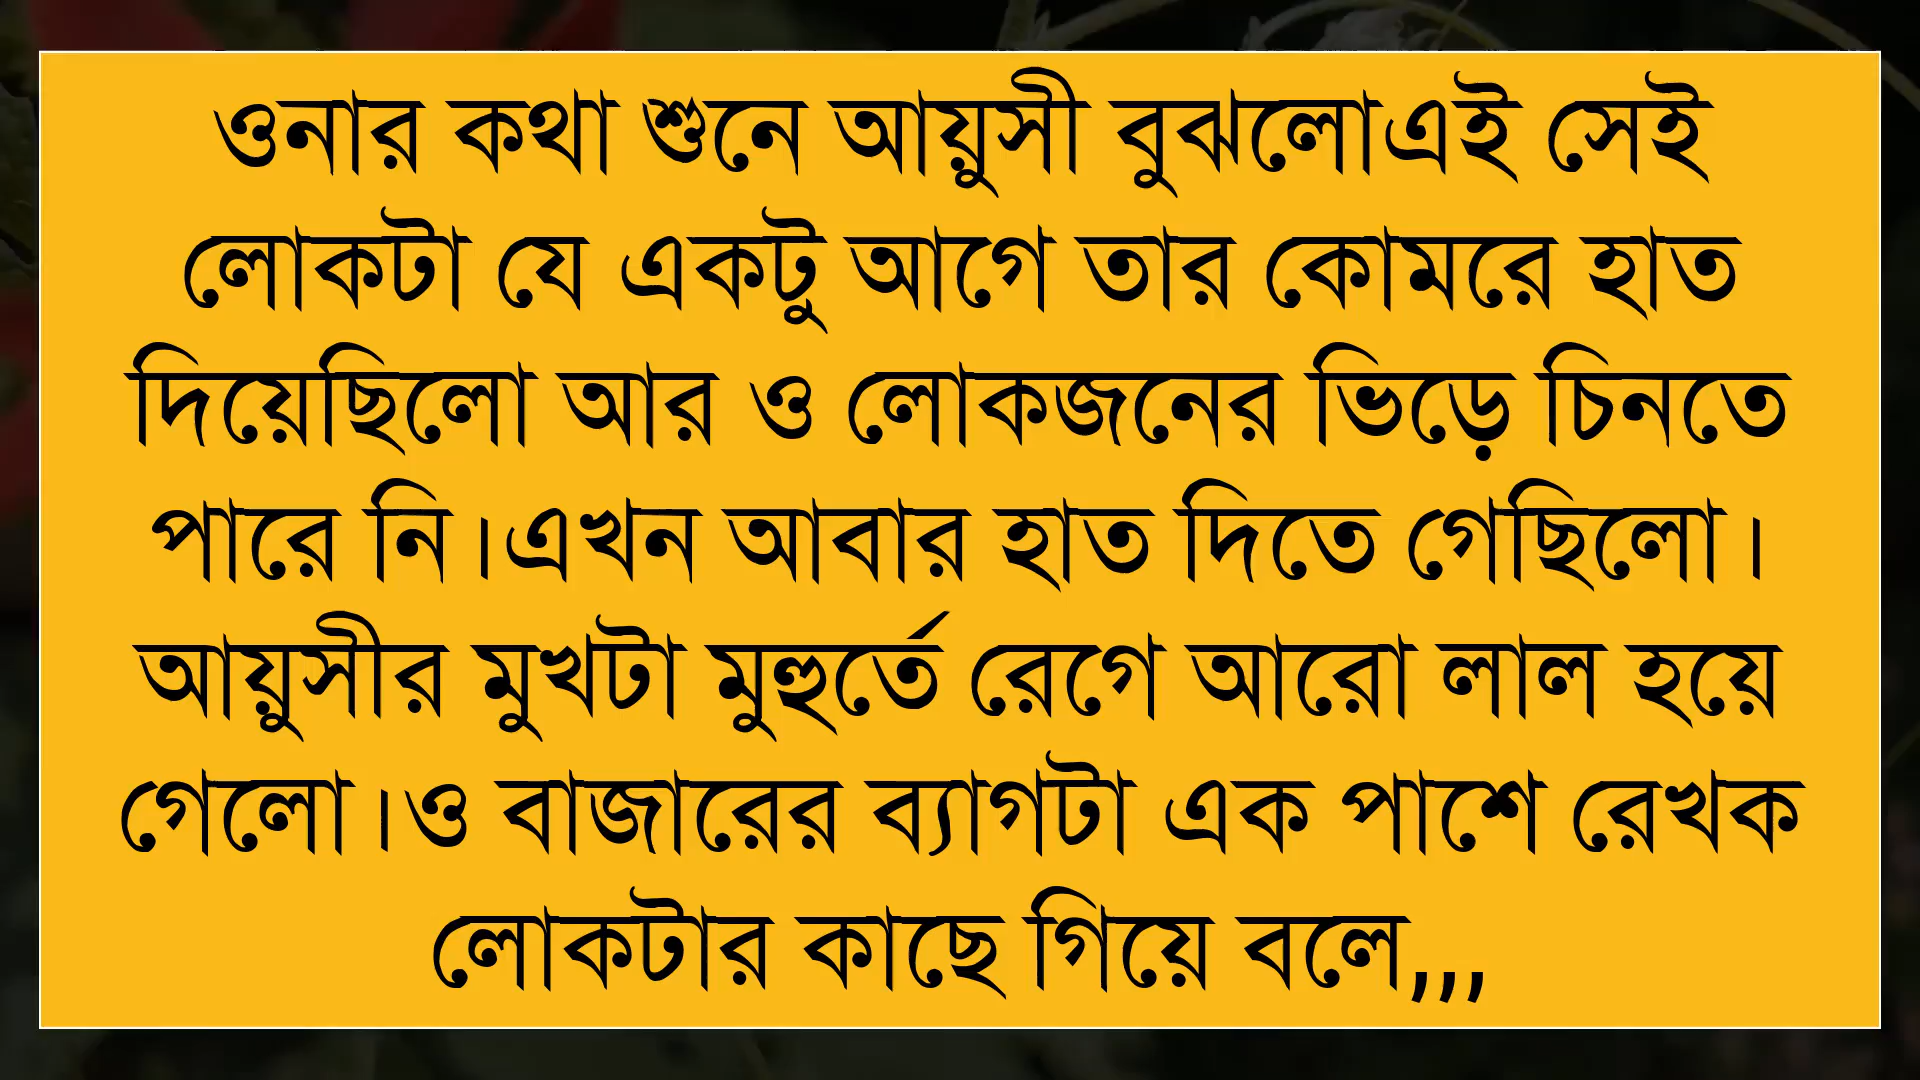 ওনার কথা শুনে আয়ুসী বুঝলোএই সেই
লোকটা যে একটু আগে তার কোমরে হাত
দিয়েছিলো আর ও লোকজনের ভিড়ে চিনতে
পারে নি।এখন আবার হাত দিতে গেছিলো।
আয়ুসীর মুখটা মুহুর্তে রেগে আরো লাল হয়ে
গেলো।ও বাজারের ব্যাগটা এক পাশে রেখক
লোকটার কাছে গিয়ে বলে,,,